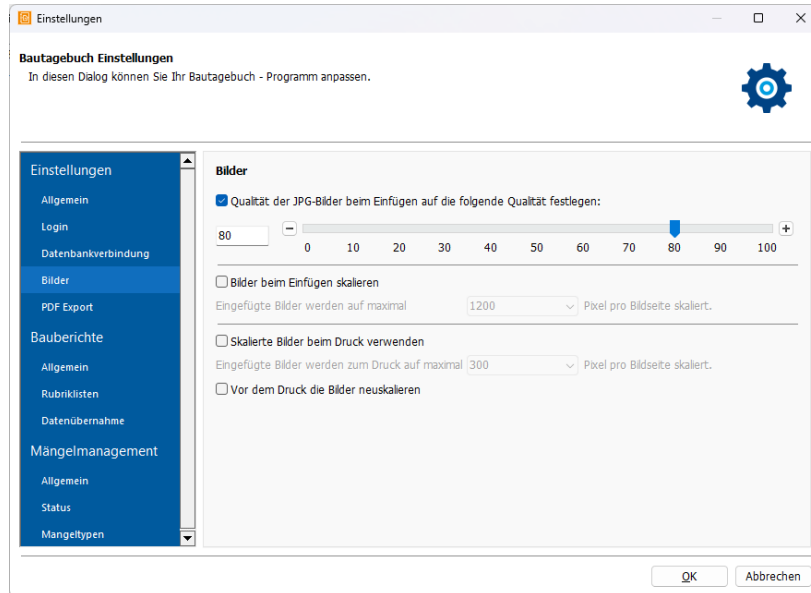 Einstellungen
Bautagebuch Einstellungen
In diesen Dialog können Sie Ihr Bautagebuch - Programm anpassen.
Einstellungen
Allgemein
Login
Datenbankverbindung
Bilder
PDF Export
Bauberichte
Allgemein
Rubriklisten
Datenübernahme
Mängelmanagement
Allgemein
Status
Mangeltypen
Bilder
Qualität der JPG-Bilder beim Einfügen auf die folgende Qualität festlegen:
80
0 10 20 30 40 50 60 70 80 90 100
Bilder beim Einfügen skalieren
Eingefügte Bilder werden auf maximal 1200 Pixel pro Bildseite skaliert.
Skalierte Bilder beim Druck verwenden
Eingefügte Bilder werden zum Druck auf maximal 300 Pixel pro Bildseite skaliert.
Vor dem Druck die Bilder neuskalieren
OK Abbrechen